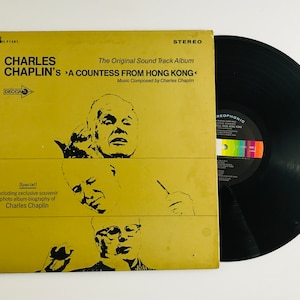 STEREO
CHARLES
CHAPLIN's
The Original Sound Track Album
›A COUNTESS FROM HONG KONG‹
Music Composed by Charles Chaplin
DECCA
Special!
including exclusive souvenir
photo album-biography of
Charles Chaplin